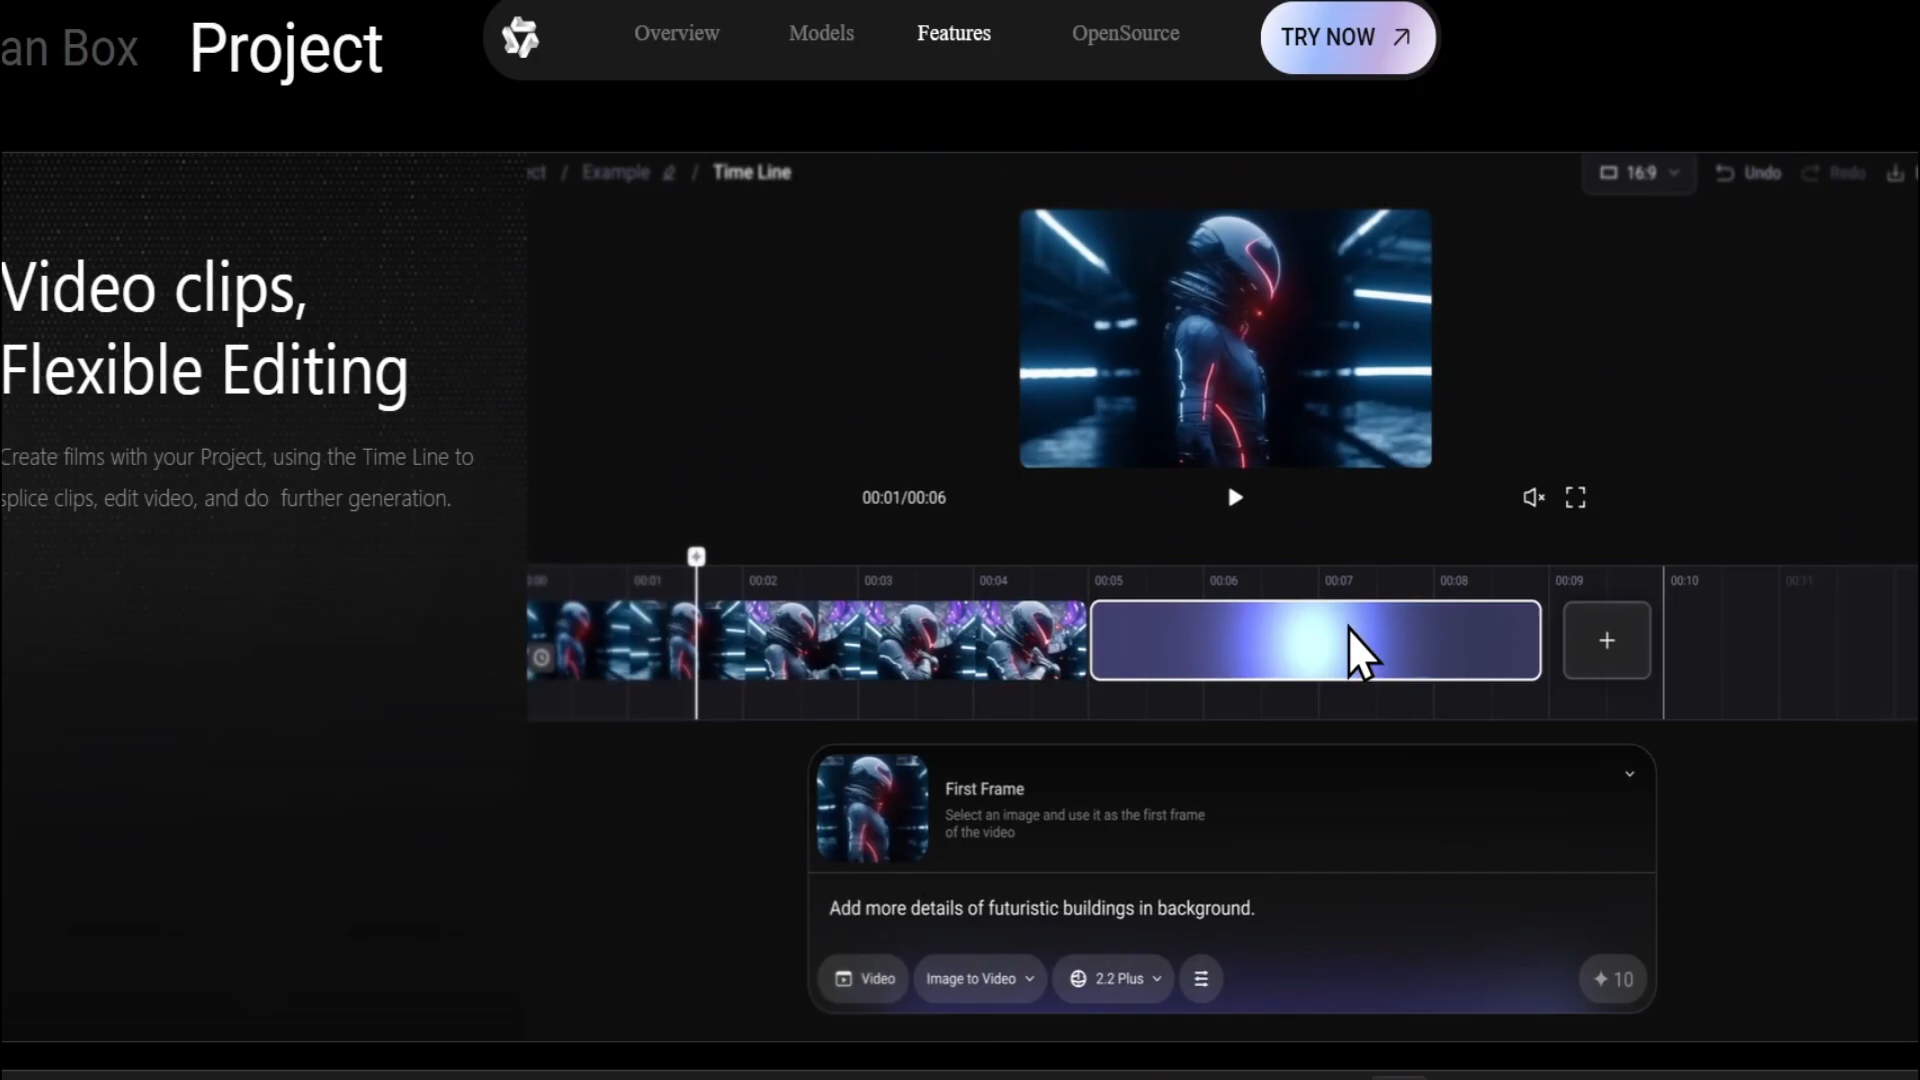 an Box
Project
Overview
Models
Features
OpenSource
TRY NOW
ect / Example / Time Line
16:9
Undo
Redo
Video clips,
Flexible Editing
Create films with your Project, using the Time Line to
splice clips, edit video, and do further generation.
00:01/00:06
00:01
00:02
00:03
00:04
00:05
00:06
00:07
00:08
00:09
00:10
00:11
First Frame
Select an image and use it as the first frame
of the video
Add more details of futuristic buildings in background.
Video
Image to Video
2.2 Plus
10